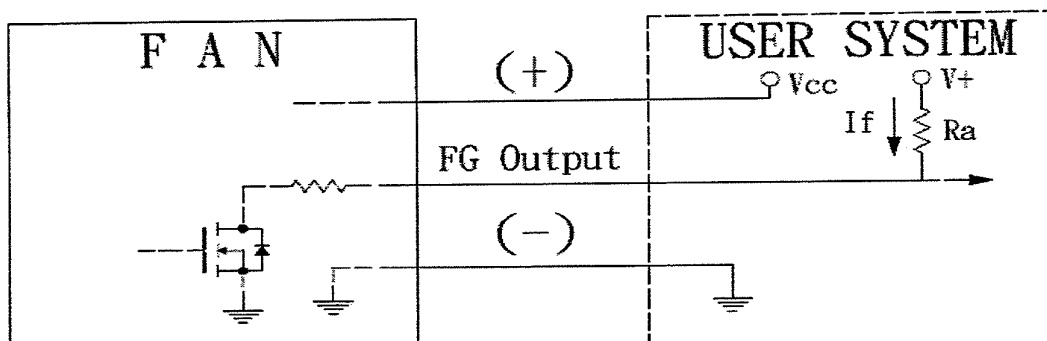 F A N
USER SYSTEM
(+)
Vcc
V+
If
Ra
FG Output
(-)